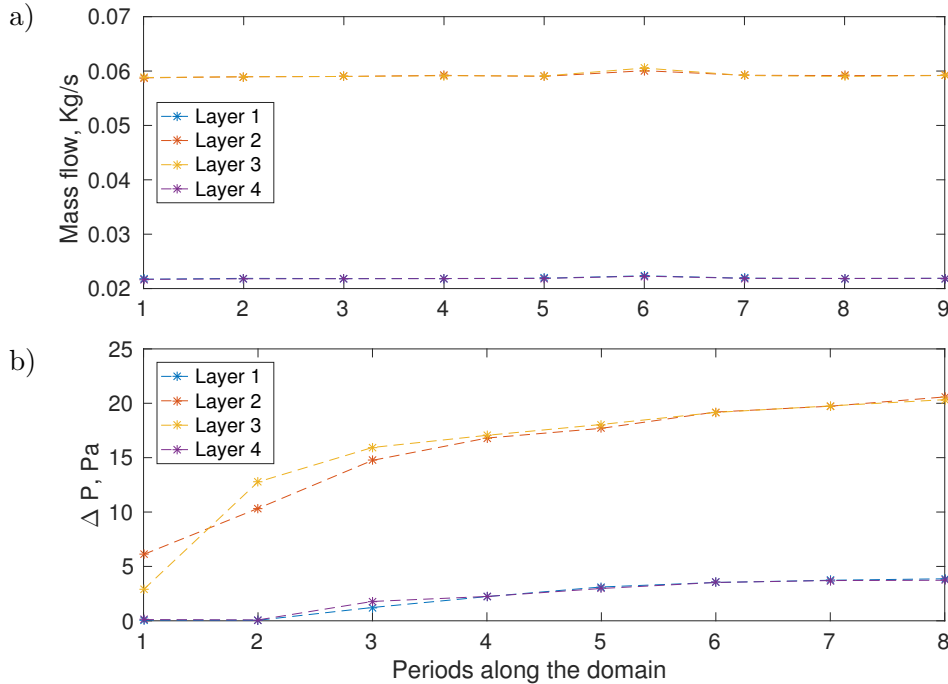 a)
Mass flow, Kg/s
0.07
0.06
0.05
0.04
0.03
0.02
Layer 1
Layer 2
Layer 3
Layer 4
1 2 3 4 5 6 7 8 9
b)
Δ P, Pa
25
20
15
10
5
0
Layer 1
Layer 2
Layer 3
Layer 4
1 2 3 4 5 6 7 8
Periods along the domain